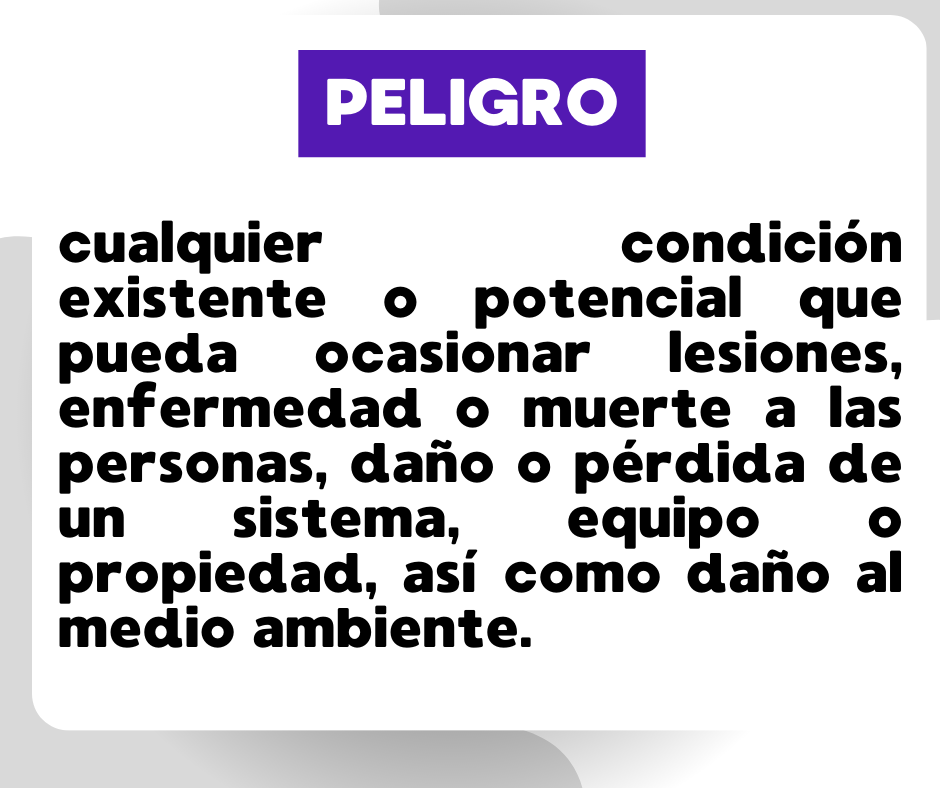 PELIGRO
cualquier condición
existente o potencial que
pueda ocasionar lesiones,
enfermedad o muerte a las
personas, daño o pérdida de
un sistema, equipo o
propiedad, así como daño al
medio ambiente.